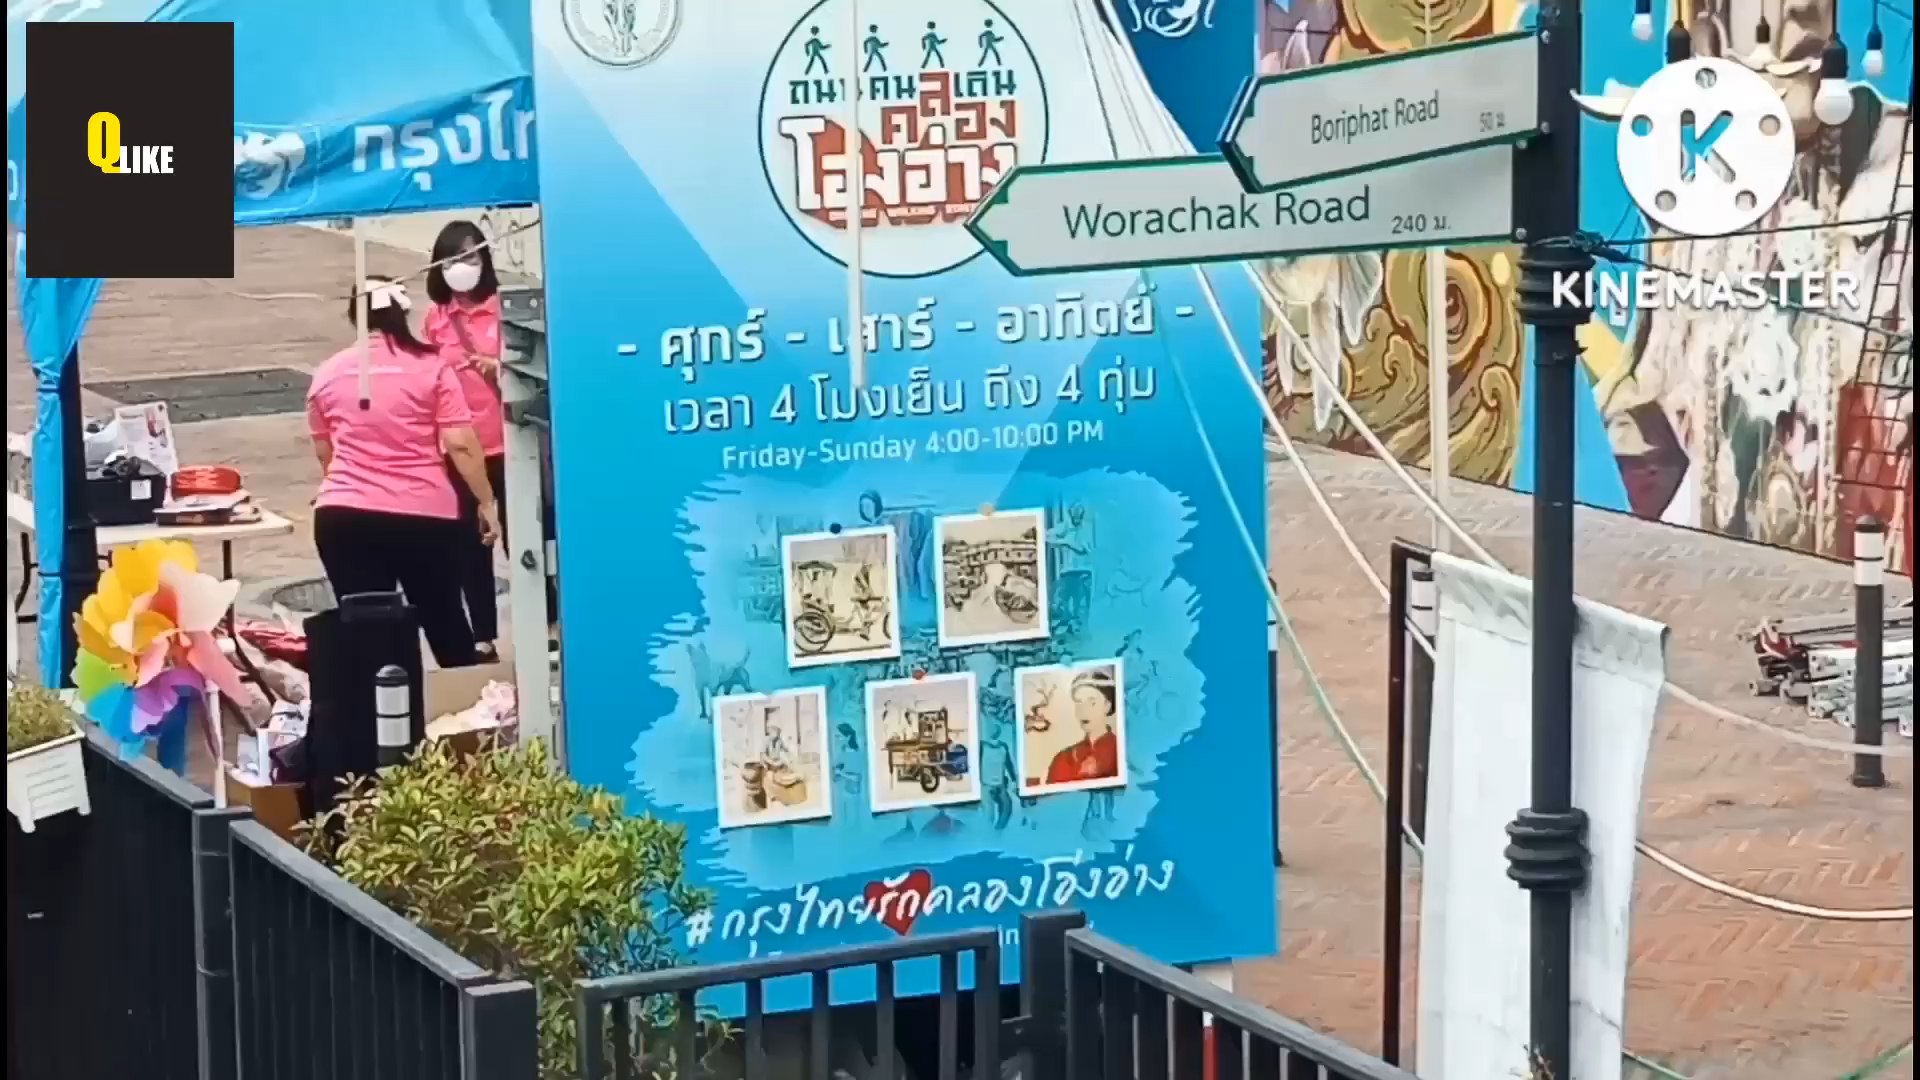 QLIKE
กรุงไท
ถนนคนเดิน
คลอง
โอ่งอ่าง
Boriphat Road
50 ม.
Worachak Road
240 ม.
KINEMASTER
- ศุกร์ - เสาร์ - อาทิตย์ -
เวลา 4 โมงเย็น ถึง 4 ทุ่ม
Friday-Sunday 4:00-10:00 PM
#กรุงไทยรักคลองโอ่งอ่าง